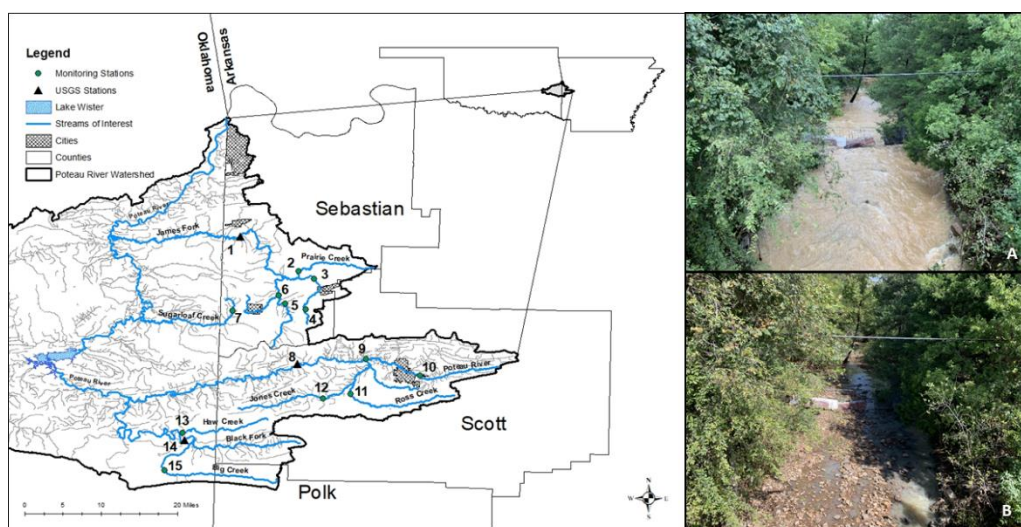 Legend
Monitoring Stations
USGS Stations
Lake Wister
Streams of Interest
Cities
Counties
Poteau River Watershed
Oklahoma
Arkansas
Sebastian
Scott
Polk
Poteau River
James Fork
Prairie Creek
Sugarloaf Creek
Poteau River
Poteau River
Jones Creek
Ross Creek
Haw Creek
Black Fork
Big Creek
1
2
3
4
5
6
7
8
9
10
11
12
13
14
15
0 5 10 20 Miles
N
W E
S
A
B